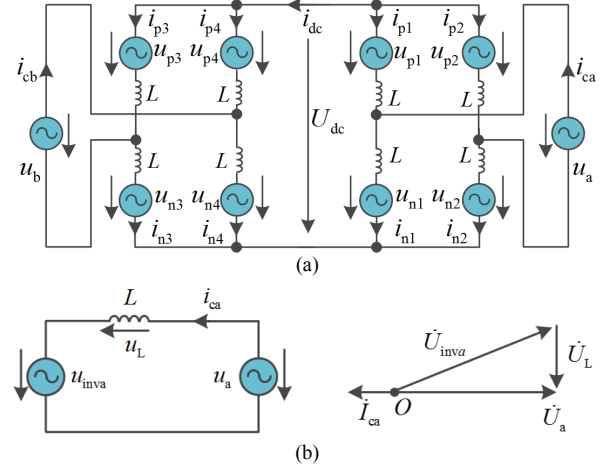 i_p3 i_p4 i_dc i_p1 i_p2
i_cb u_p3 u_p4 u_p1 u_p2 i_ca
L L L L
U_dc
u_b L L L L u_a
u_n3 u_n4 u_n1 u_n2
i_n3 i_n4 i_n1 i_n2
(a)
L i_ca
u_L
u_inva u_a
U̇_inva U̇_L
İ_ca O U̇_a
(b)